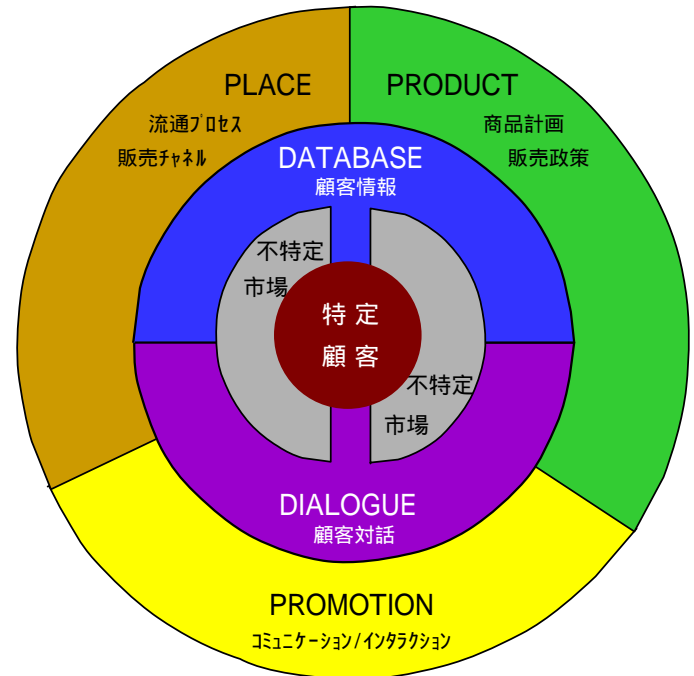 PLACE
流通ﾌﾟﾛｾｽ
販売ﾁｬﾈﾙ
PRODUCT
商品計画
販売政策
DATABASE
顧客情報
不特定
市場
特定
顧客
不特定
市場
DIALOGUE
顧客対話
PROMOTION
ｺﾐｭﾆｹｰｼｮﾝ/ｲﾝﾀﾗｸｼｮﾝ